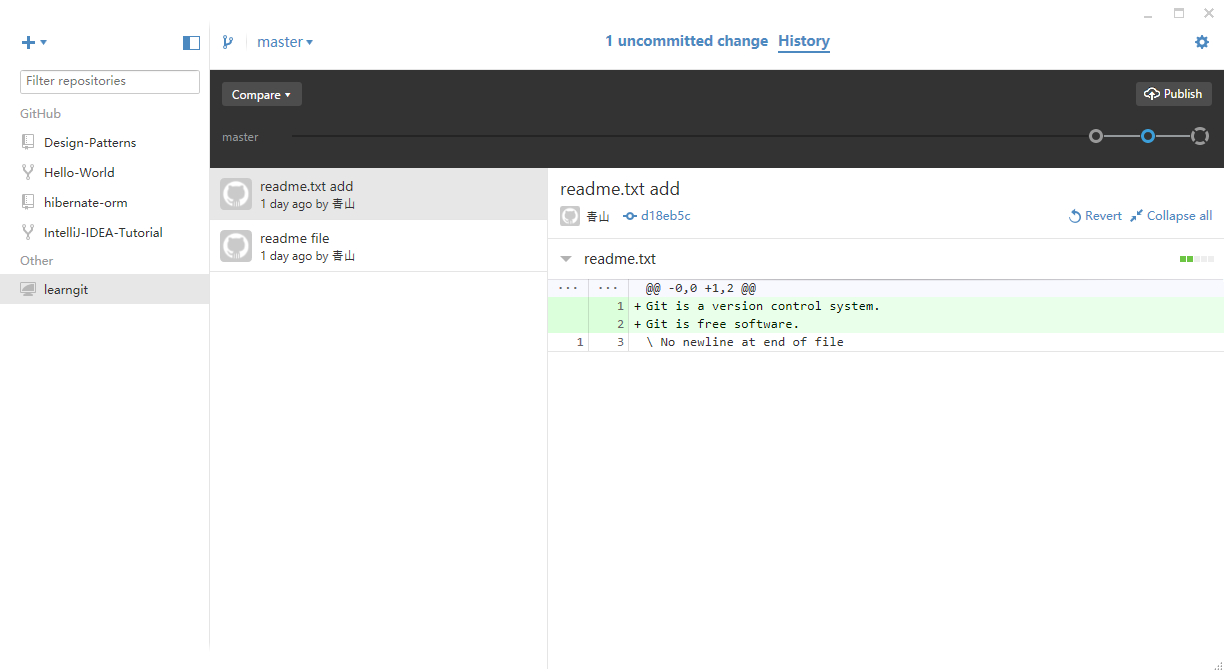 master
1 uncommitted change History
Filter repositories
GitHub
Design-Patterns
Hello-World
hibernate-orm
IntelliJ-IDEA-Tutorial
Other
learngit
Compare
Publish
master
readme.txt add
1 day ago by 青山
readme file
1 day ago by 青山
readme.txt add
青山 d18eb5c
Revert Collapse all
readme.txt
··· ··· @@ -0,0 +1,2 @@
1 + Git is a version control system.
2 + Git is free software.
1 3 \ No newline at end of file